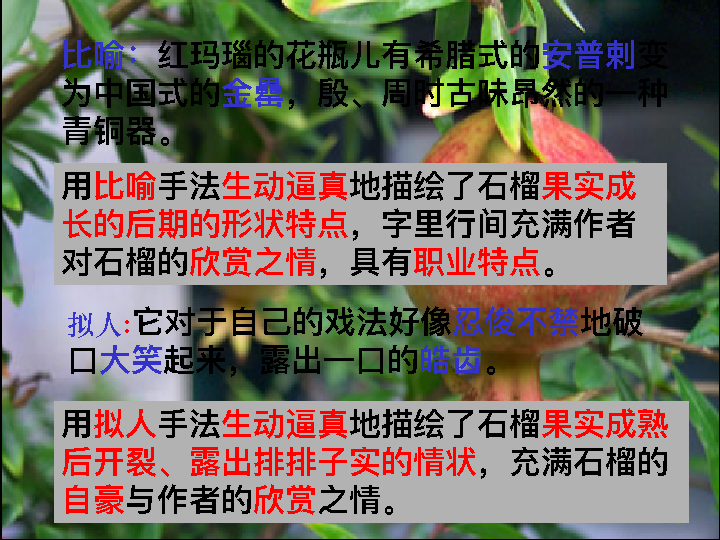 比喻：红玛瑙的花瓶儿有希腊式的安普刺变
为中国式的金罍，殷、周时古味昂然的一种
青铜器。
用比喻手法生动逼真地描绘了石榴果实成
长的后期的形状特点，字里行间充满作者
对石榴的欣赏之情，具有职业特点。
拟人:它对于自己的戏法好像忍俊不禁地破
口大笑起来，露出一口的皓齿。
用拟人手法生动逼真地描绘了石榴果实成熟
后开裂、露出排排子实的情状，充满石榴的
自豪与作者的欣赏之情。